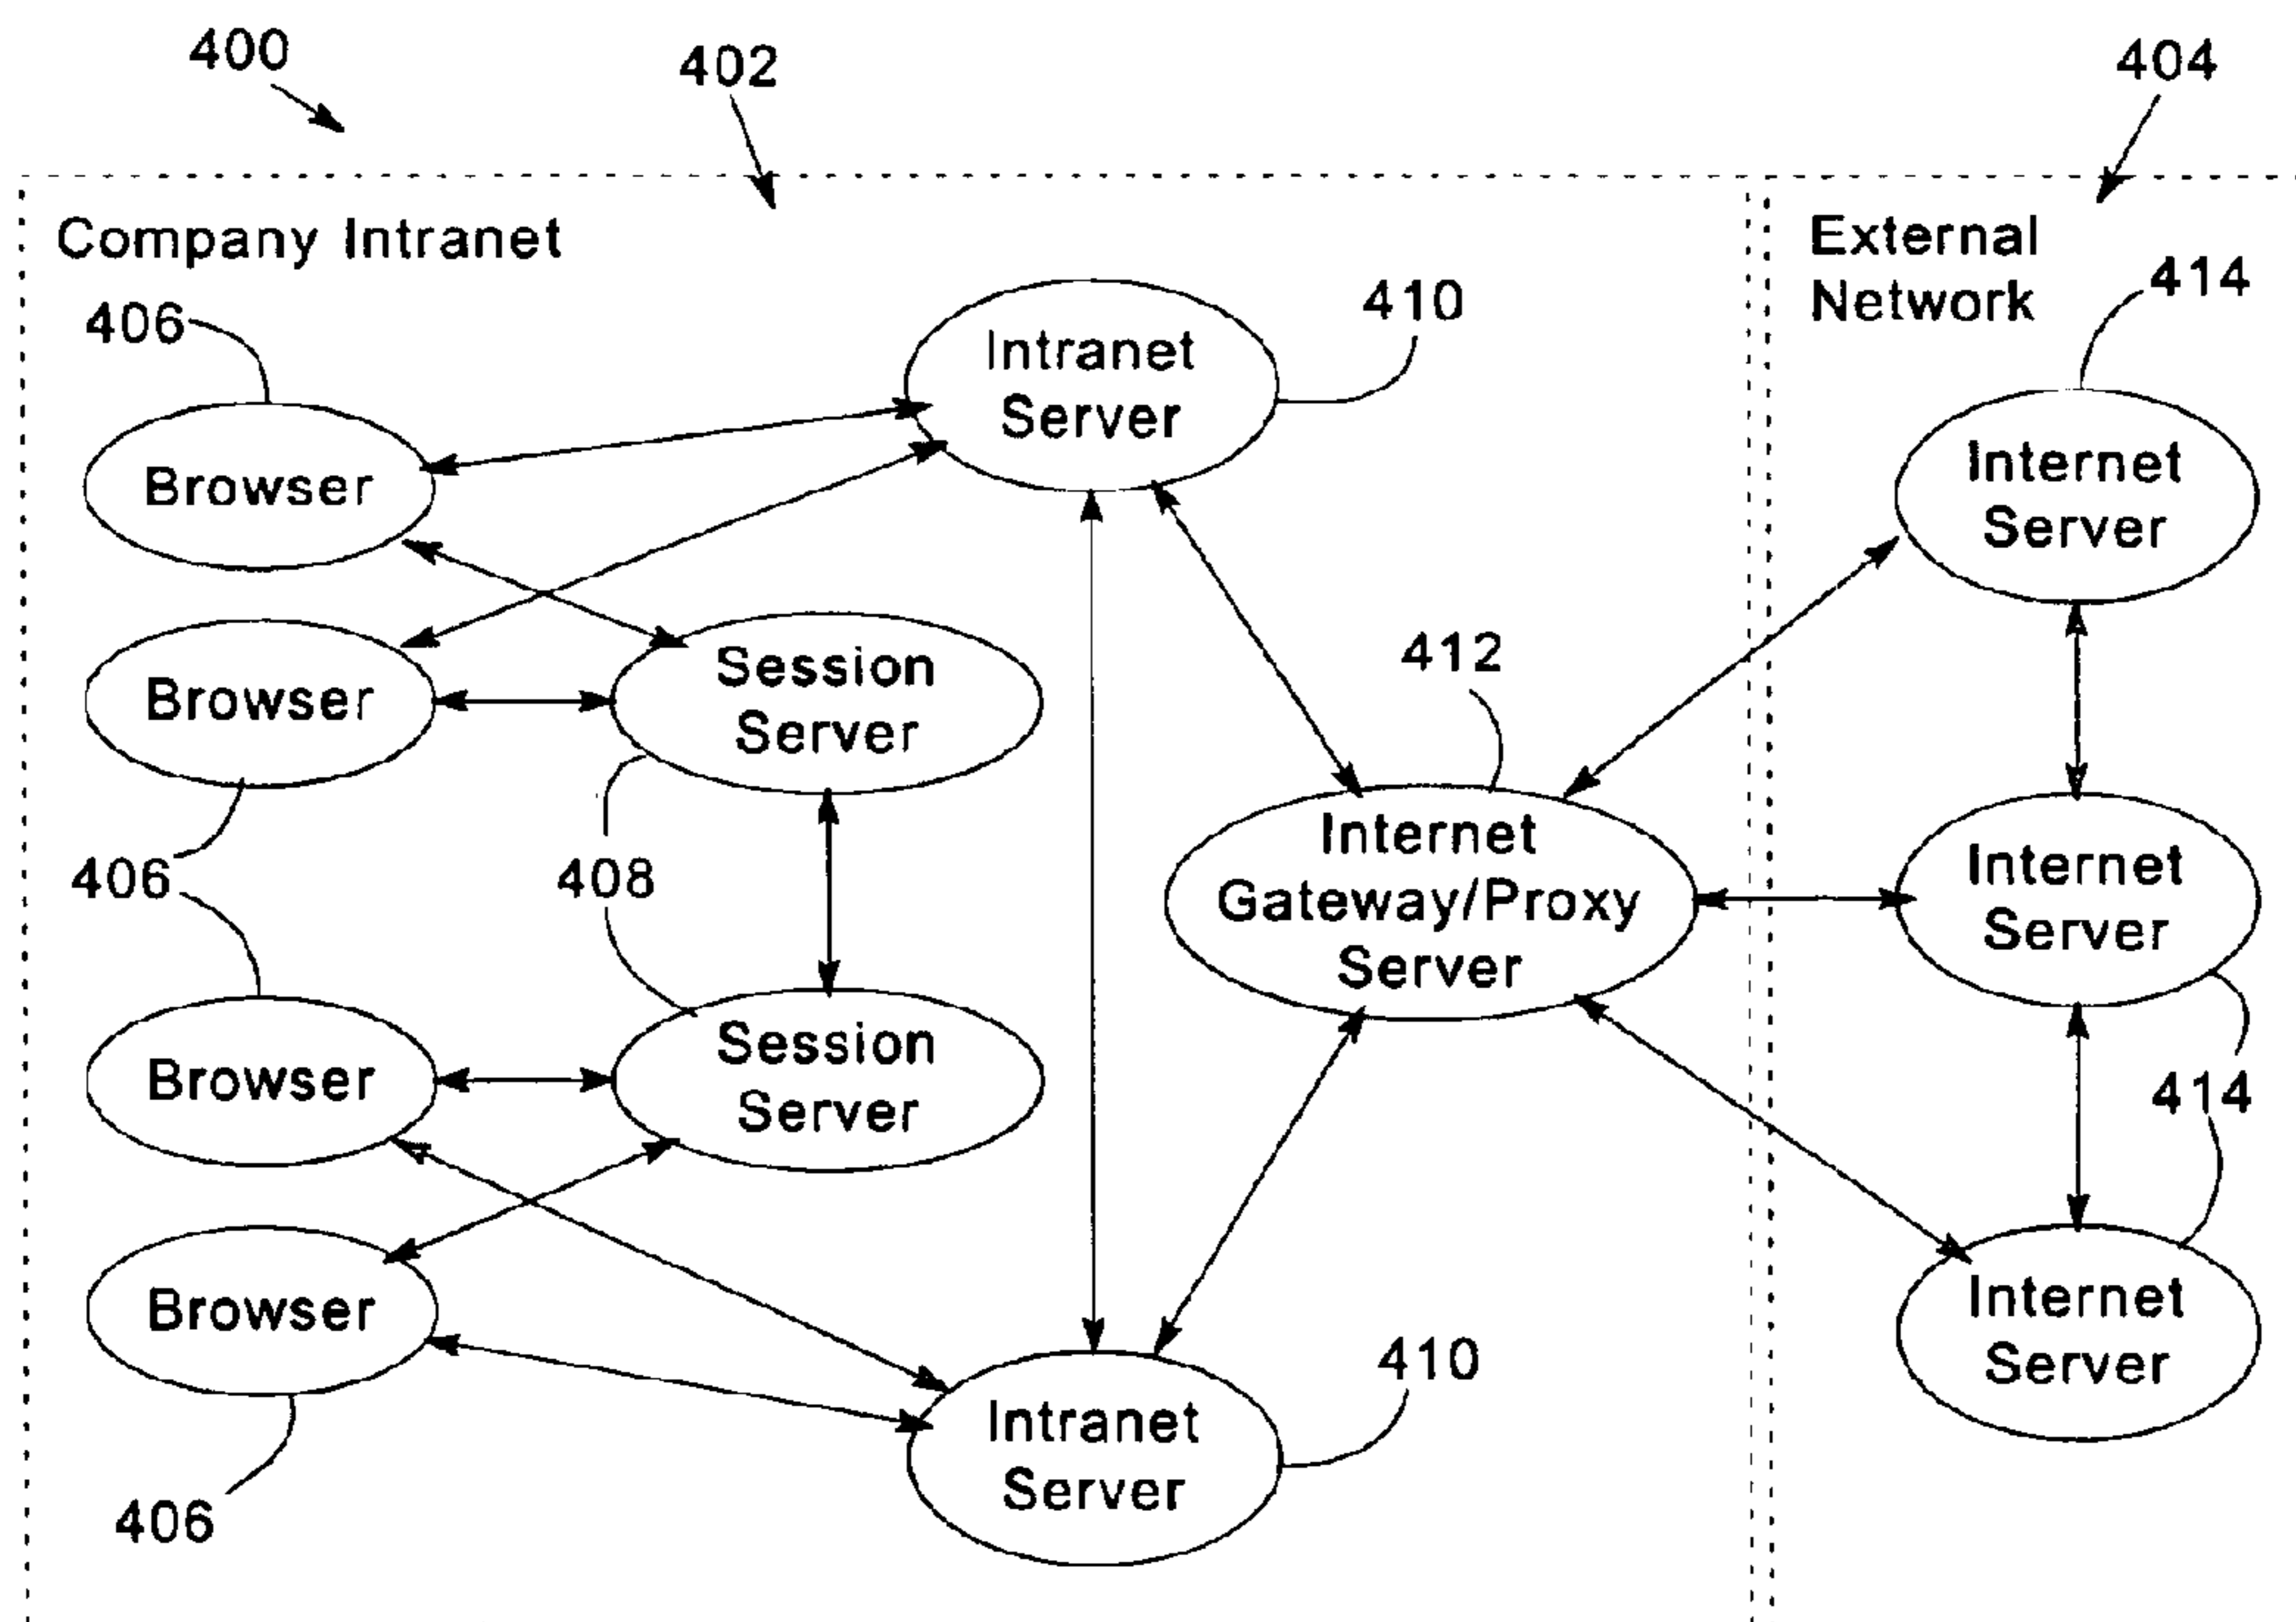 400
402
404
Company Intranet
External
Network
406
410
414
Intranet
Server
Browser
Internet
Server
Browser
Session
Server
412
406
408
Internet
Gateway/Proxy
Server
Internet
Server
Browser
Session
Server
414
Browser
Internet
Server
410
406
Intranet
Server